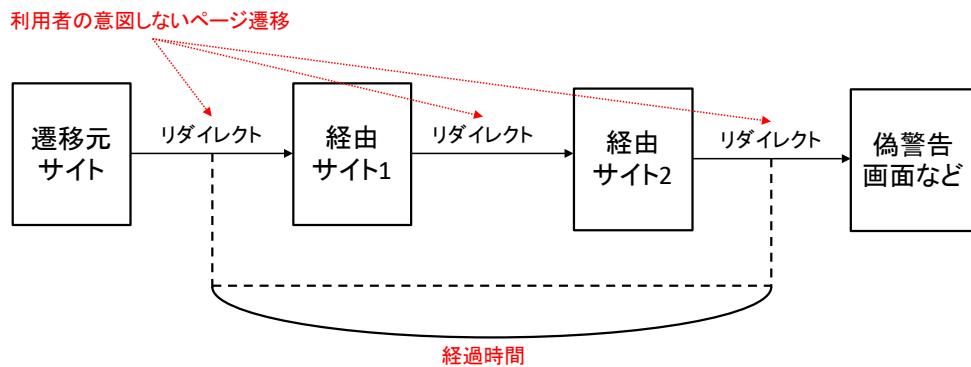 利用者の意図しないページ遷移
遷移元
サイト
リダイレクト
経由
サイト1
リダイレクト
経由
サイト2
リダイレクト
偽警告
画面など
経過時間